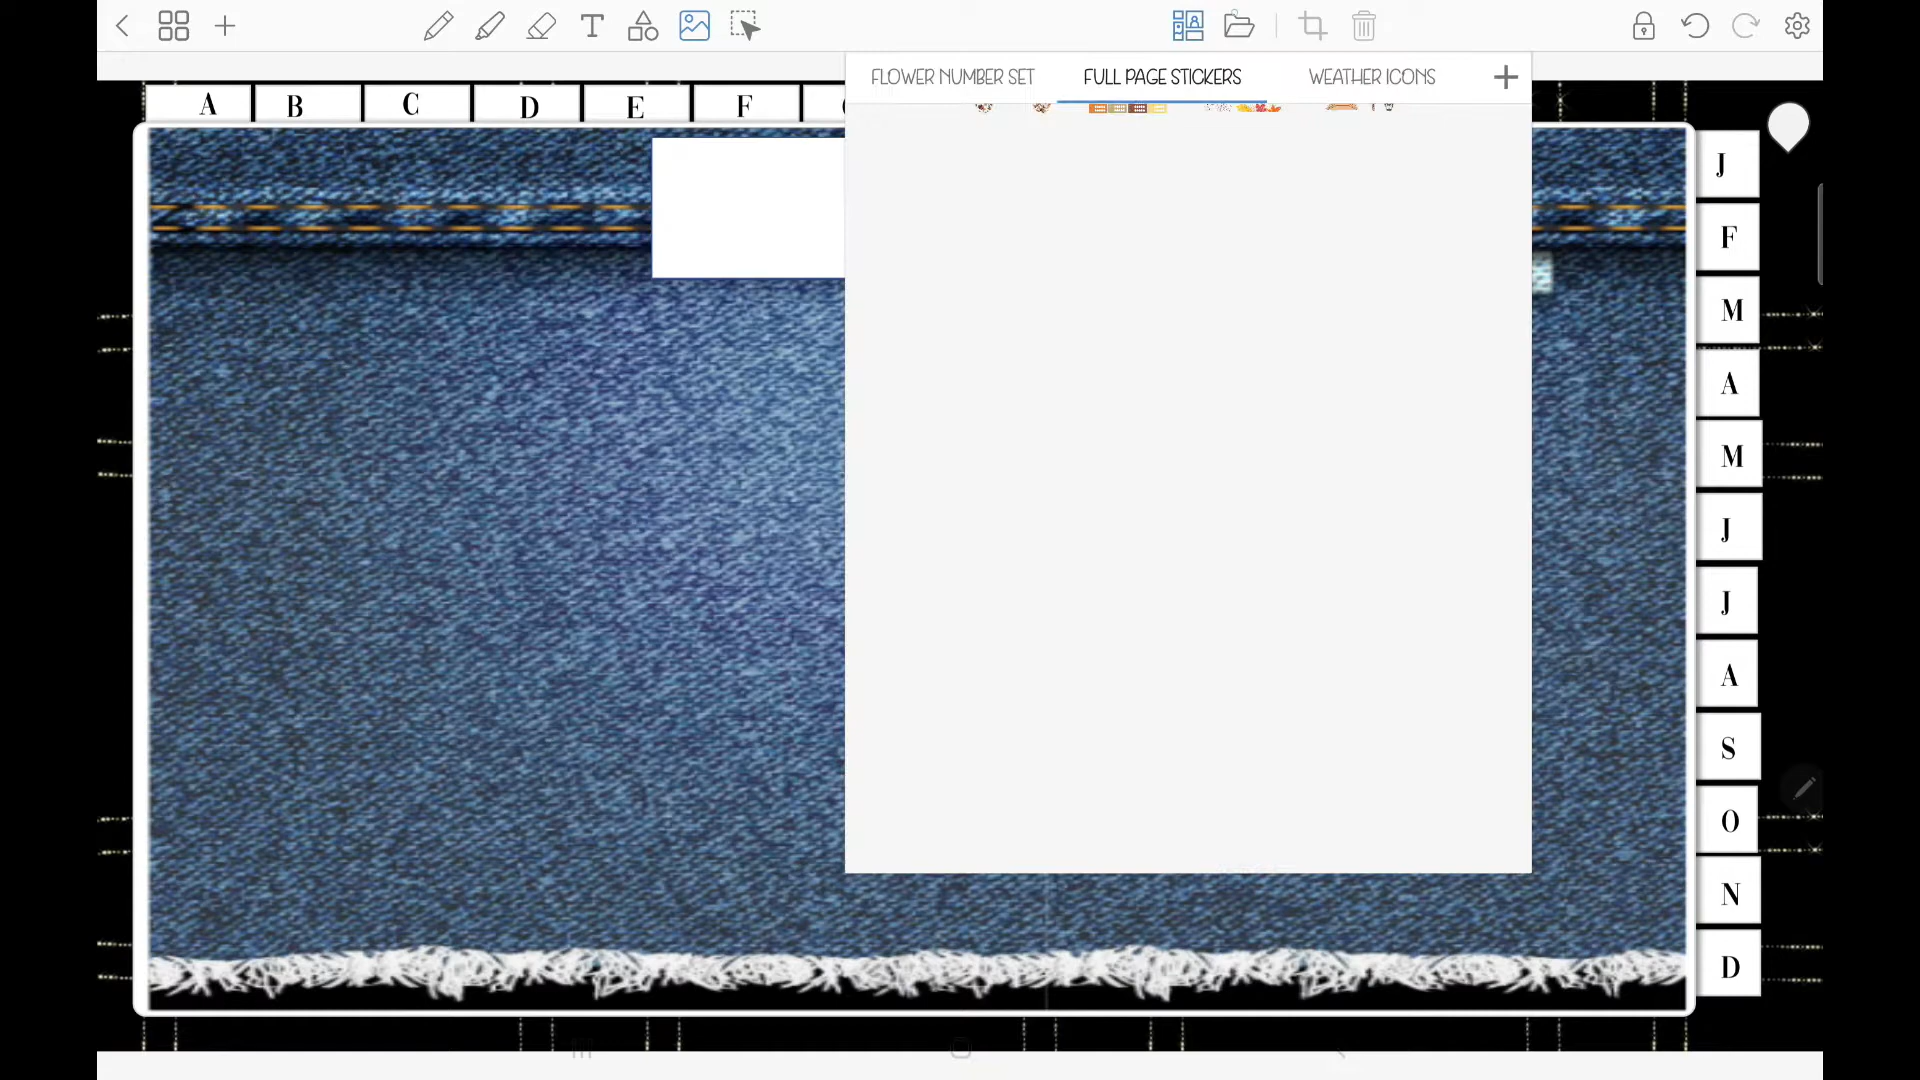 FLOWER NUMBER SET FULL PAGE STICKERS WEATHER ICONS
A B C D E F
J
F
M
A
M
J
J
A
S
O
N
D